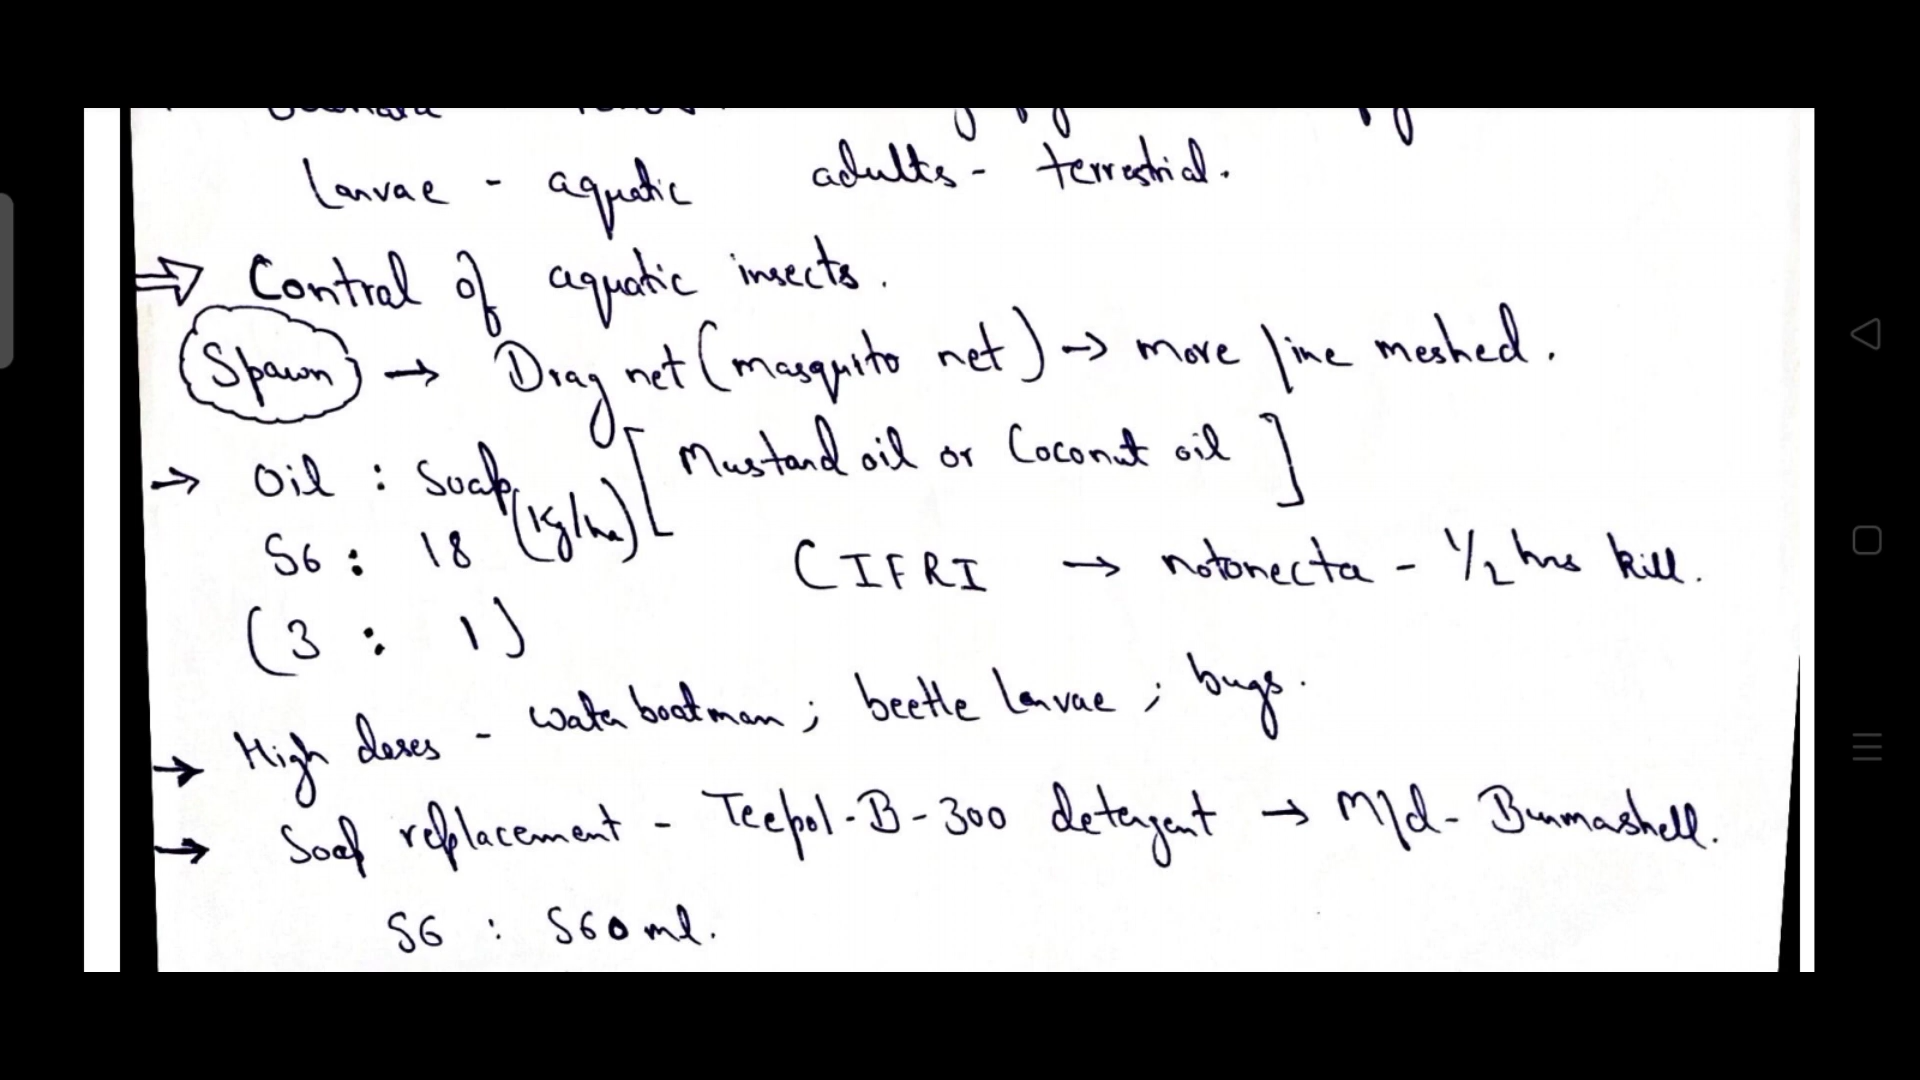 Larvae - aquatic adults - terrestrial.
⇒ Control of aquatic insects.
Spawn → Drag net (masquito net) → more fine meshed.
→ Oil : Soap (Kg/ha) [Mustard oil or Coconut oil]
56 : 18 CIFRI → notonecta - 1/2 hrs kill.
(3 : 1)
→ High doses - water boatman ; beetle larvae ; bugs.
→ Soap replacement - Teepol-B-300 detergent → M/d - Burmashell.
56 : 560 ml.